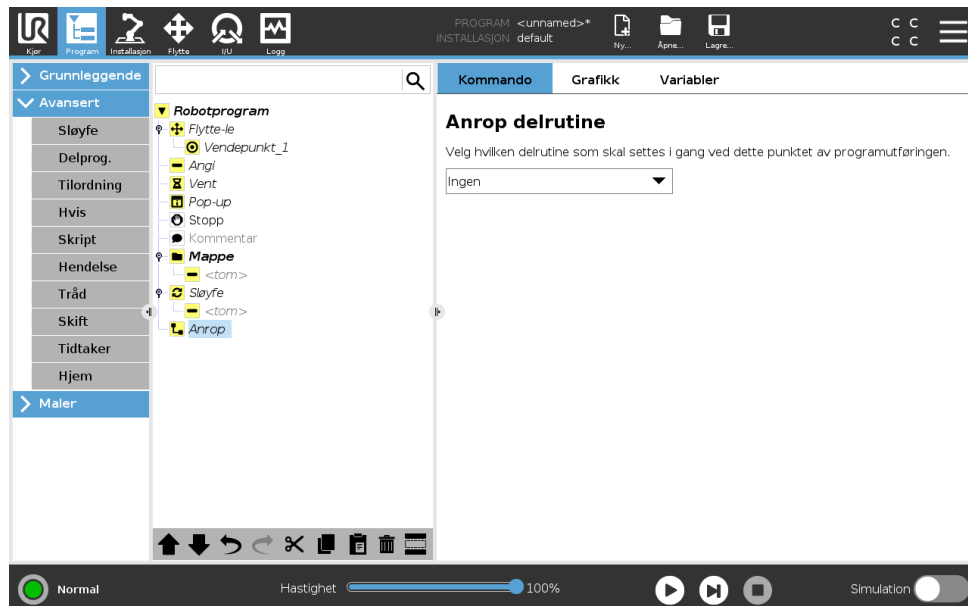 PROGRAM <unnamed>*
INSTALLASJON default
Kjør
Program
Installasjon
Flytte
I/U
Logg
Ny...
Åpne...
Lagre...
C C
C C
Grunnleggende
Avansert
Sløyfe
Delprog.
Tilordning
Hvis
Skript
Hendelse
Tråd
Skift
Tidtaker
Hjem
Maler
Robotprogram
Flytte-le
Vendepunkt_1
Angi
Vent
Pop-up
Stopp
Kommentar
Mappe
<tom>
Sløyfe
<tom>
Anrop
Kommando Grafikk Variabler
Anrop delrutine
Velg hvilken delrutine som skal settes i gang ved dette punktet av programutføringen.
Ingen
Normal
Hastighet 100%
Simulation